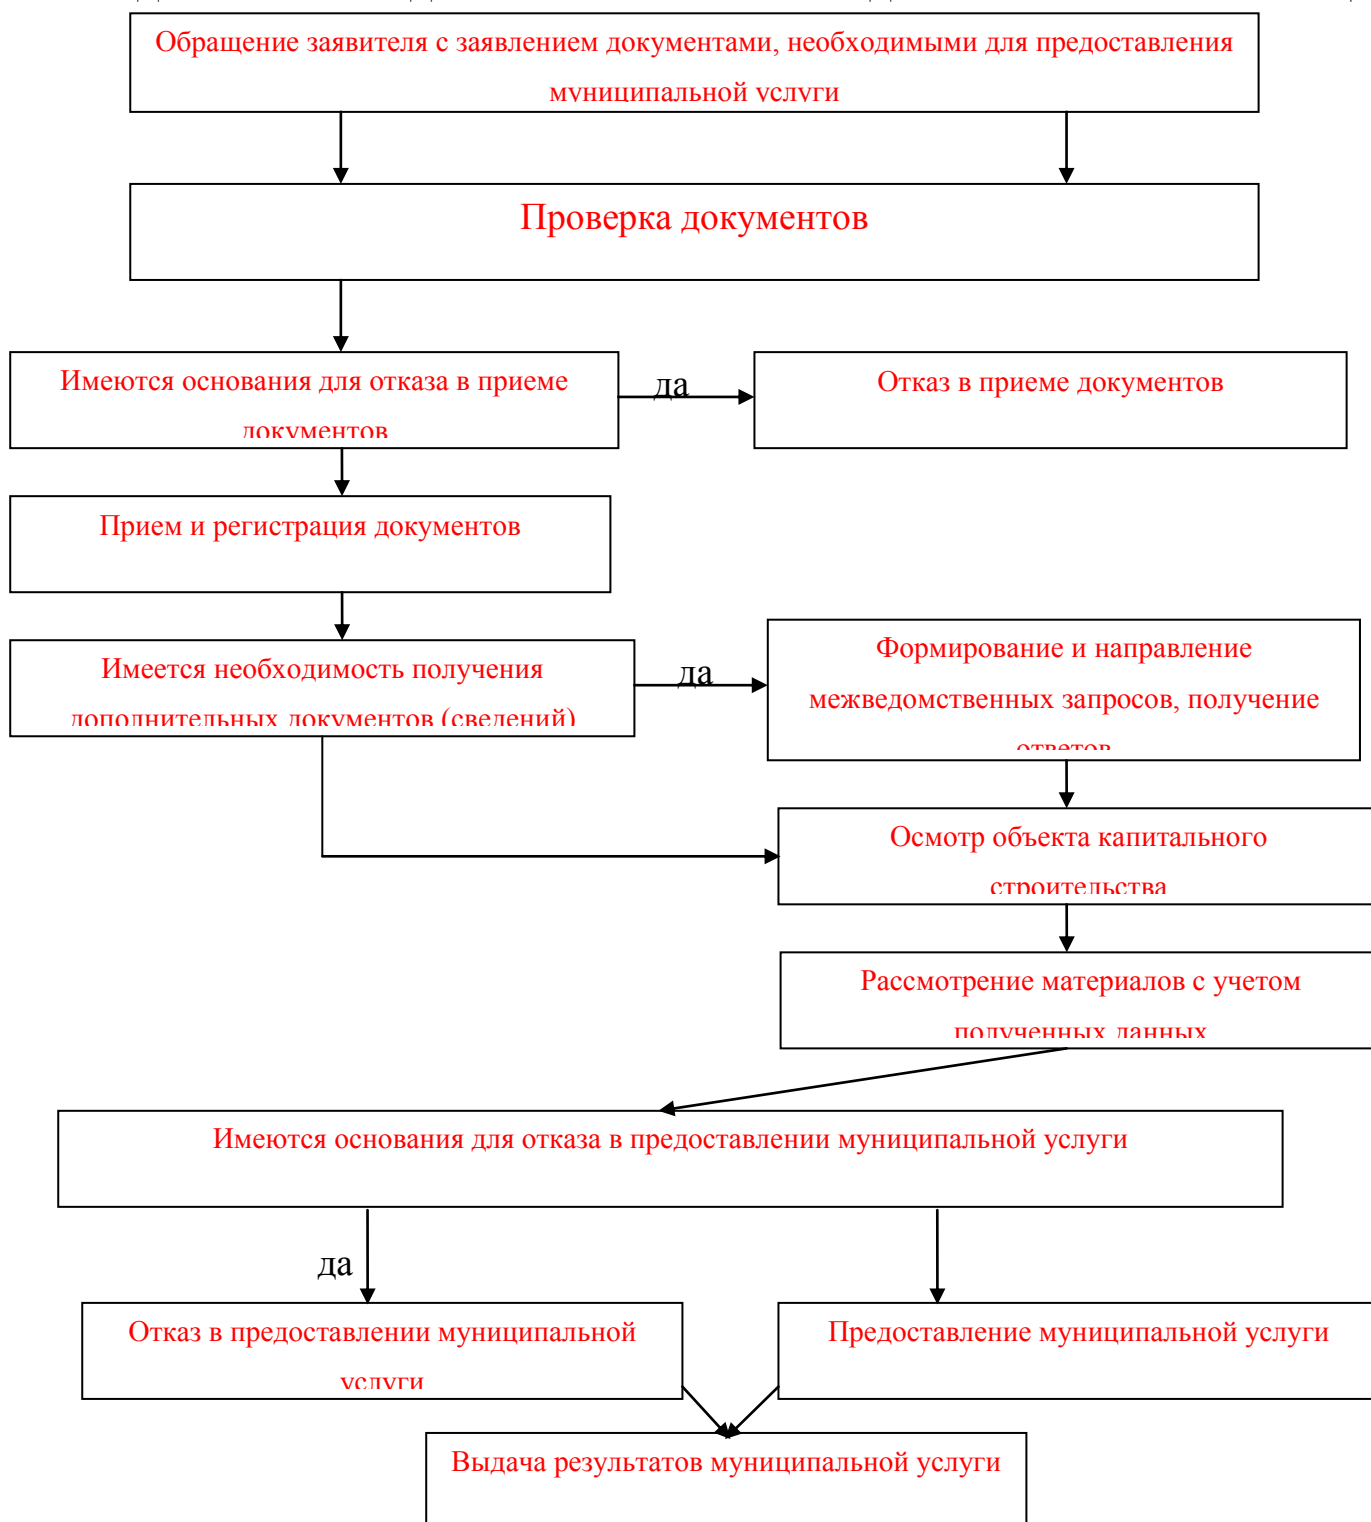 Обращение заявителя с заявлением документами, необходимыми для предоставления
муниципальной услуги
Проверка документов
Имеются основания для отказа в приеме
документов
да
Отказ в приеме документов
Прием и регистрация документов
Имеется необходимость получения
дополнительных документов (сведений)
да
Формирование и направление
межведомственных запросов, получение
ответов
Осмотр объекта капитального
строительства
Рассмотрение материалов с учетом
полученных данных
Имеются основания для отказа в предоставлении муниципальной услуги
да
Отказ в предоставлении муниципальной
услуги
Предоставление муниципальной услуги
Выдача результатов муниципальной услуги